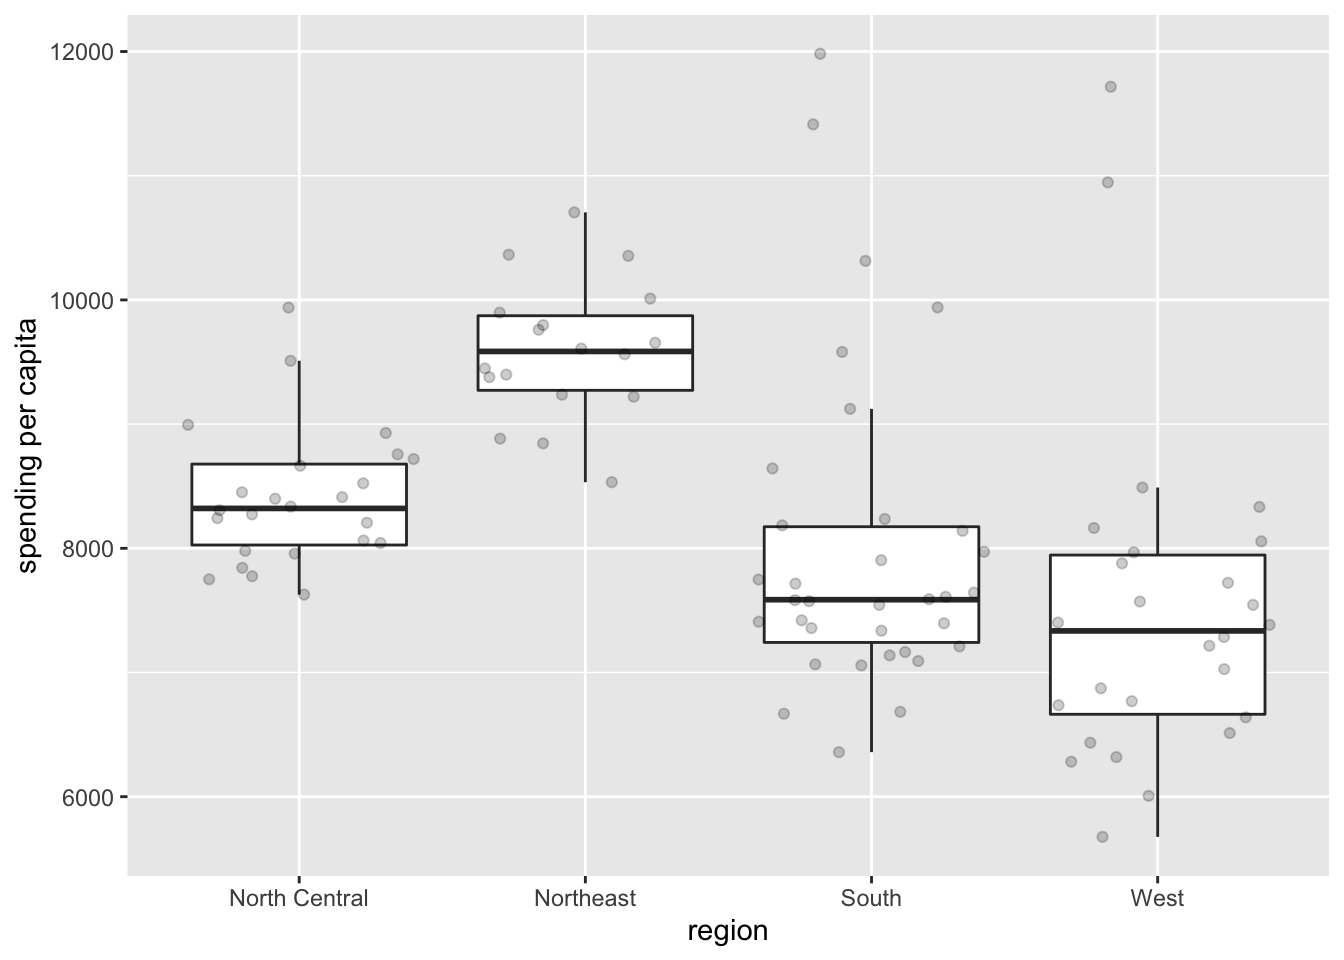 12000
10000
8000
6000
spending per capita
North Central
Northeast
South
West
region